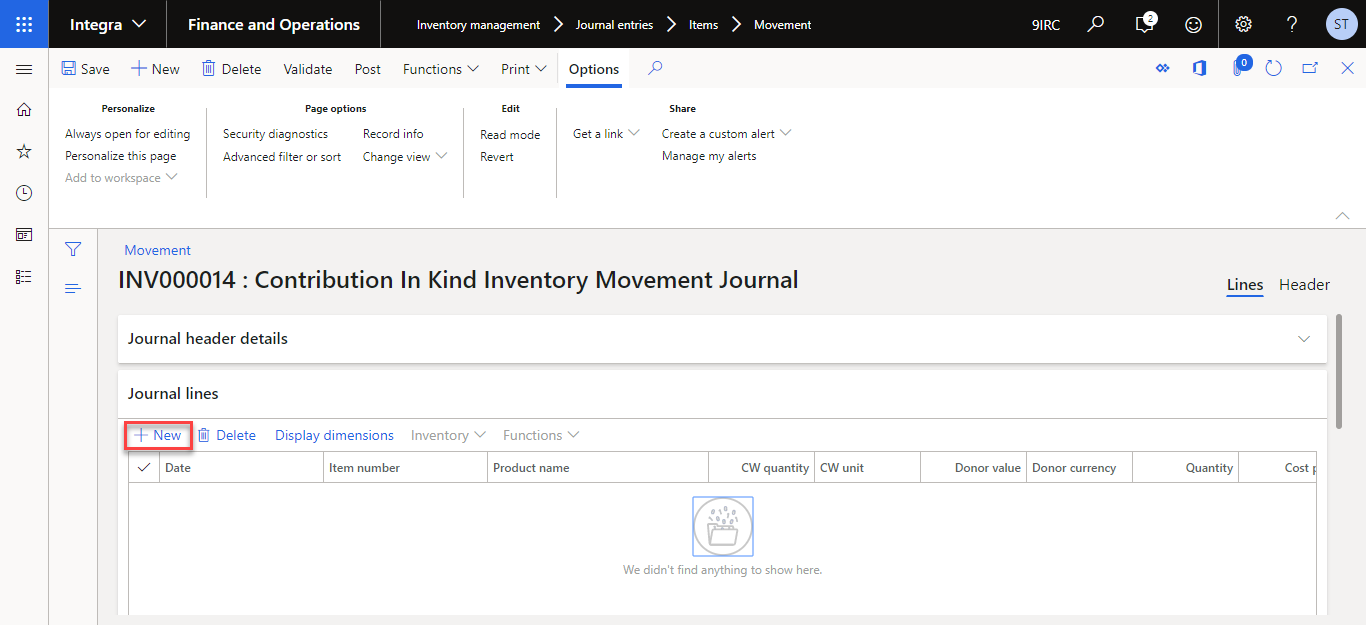 Integra Finance and Operations Inventory management Journal entries Items Movement 9IRC 2 ? ST
Save New Delete Validate Post Functions Print Options 0
Personalize Page options Edit Share
Always open for editing Security diagnostics Record info Read mode Get a link Create a custom alert
Personalize this page Advanced filter or sort Change view Revert Manage my alerts
Add to workspace
Movement
INV000014 : Contribution In Kind Inventory Movement Journal
Lines Header
Journal header details
Journal lines
New Delete Display dimensions Inventory Functions
Date Item number Product name CW quantity CW unit Donor value Donor currency Quantity Cost p
We didn't find anything to show here.